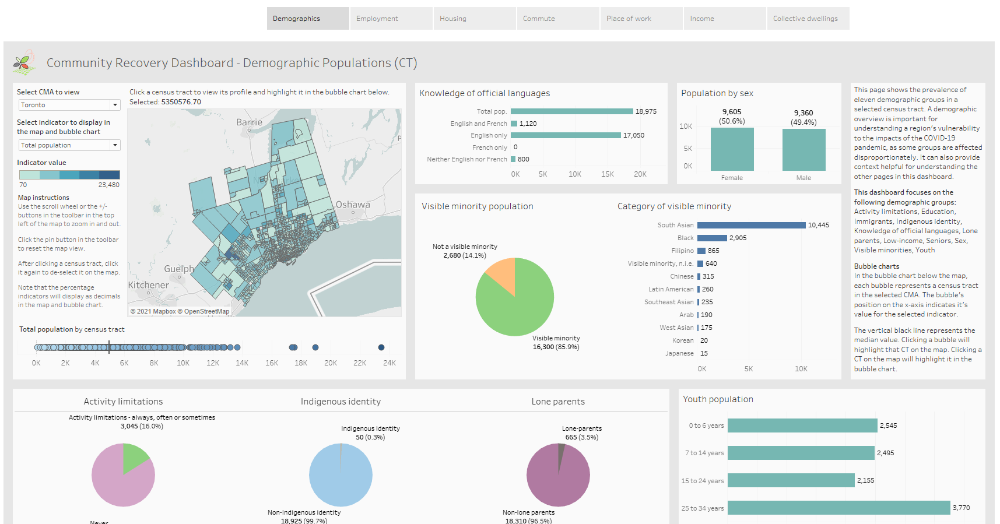 Demographics
Employment
Housing
Commute
Place of work
Income
Collective dwellings
Community Recovery Dashboard - Demographic Populations (CT)
Select CMA to view
Toronto
Select indicator to display in
the map and bubble chart
Total population
Indicator value
70
23,480
Map instructions
Use the scroll wheel or the +/-
buttons in the toolbar in the top
left of the map to zoom in and out.
Click the pin button in the toolbar
to reset the map view.
After clicking a census tract, click
it again to de-select it on the map.
Note that the percentage
indicators will display as decimals
in the map and bubble chart.
Click a census tract to view its profile and highlight it in the bubble chart below.
Selected: 5350576.70
Barrie
Oshawa
Guelph
Kitchener
© 2021 Mapbox © OpenStreetMap
Total population by census tract
0K 2K 4K 6K 8K 10K 12K 14K 16K 18K 20K 22K 24K
Knowledge of official languages
Total pop. 18,975
English and French 1,120
English only 17,050
French only 0
Neither English nor French 800
0K 5K 10K 15K 20K
Population by sex
9,605
(50.6%)
9,360
(49.4%)
10K
5K
0K
Female Male
Visible minority population
Not a visible minority
2,680 (14.1%)
Visible minority
16,300 (85.9%)
Category of visible minority
South Asian 10,445
Black 2,905
Filipino 865
Visible minority, n.i.e. 640
Chinese 315
Latin American 260
Southeast Asian 235
Arab 190
West Asian 175
Korean 20
Japanese 15
0K 5K 10K
This page shows the prevalence of
eleven demographic groups in a
selected census tract. A demographic
overview is important for
understanding a region's vulnerability
to the impacts of the COVID-19
pandemic, as some groups are affected
disproportionately. It can also provide
context helpful for understanding the
other pages in this dashboard.
This dashboard focuses on the
following demographic groups:
Activity limitations, Education,
Immigrants, Indigenous identity,
Knowledge of official languages, Lone
parents, Low-income, Seniors, Sex,
Visible minorities, Youth
Bubble charts
In the bubble chart below the map,
each bubble represents a census tract
in the selected CMA. The bubble's
position on the x-axis indicates it's
value for the selected indicator.
The vertical black line represents the
median value. Clicking a bubble will
highlight that CT on the map. Clicking a
CT on the map will highlight it in the
bubble chart.
Activity limitations
Activity limitations - always, often or sometimes
3,045 (16.0%)
Never
Indigenous identity
Indigenous identity
50 (0.3%)
Non-Indigenous identity
18,925 (99.7%)
Lone parents
Lone-parents
665 (3.5%)
Non-lone parents
18,310 (96.5%)
Youth population
0 to 6 years 2,545
7 to 14 years 2,495
15 to 24 years 2,155
25 to 34 years 3,770